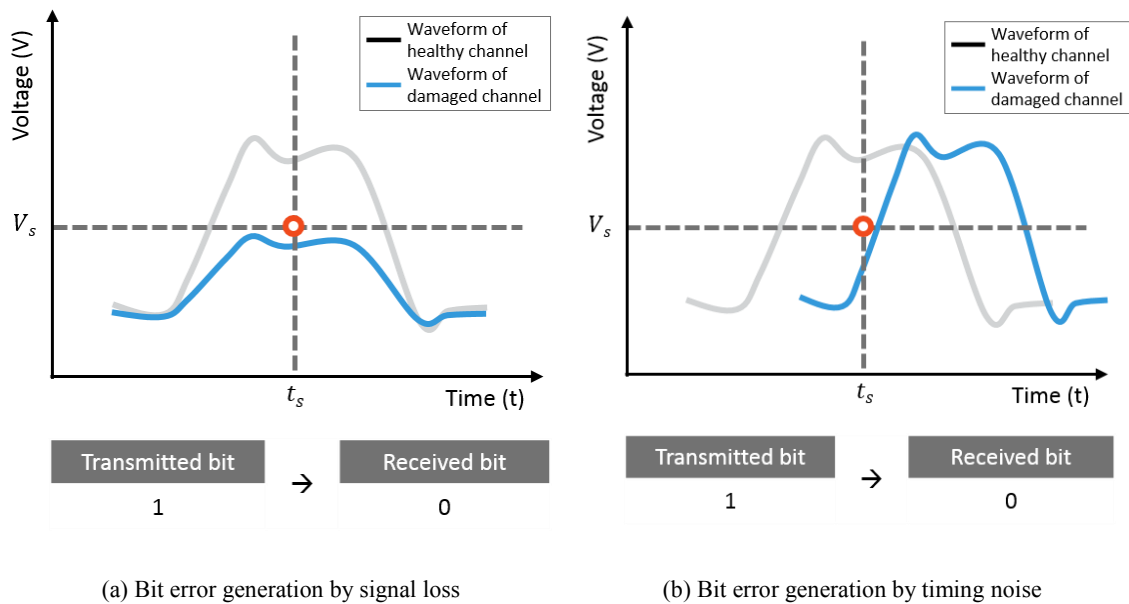 Voltage (V)
Waveform of
healthy channel
Waveform of
damaged channel
V_s
t_s
Time (t)
Transmitted bit
→
Received bit
1
0
(a) Bit error generation by signal loss
Voltage (V)
Waveform of
healthy channel
Waveform of
damaged channel
V_s
t_s
Time (t)
Transmitted bit
→
Received bit
1
0
(b) Bit error generation by timing noise